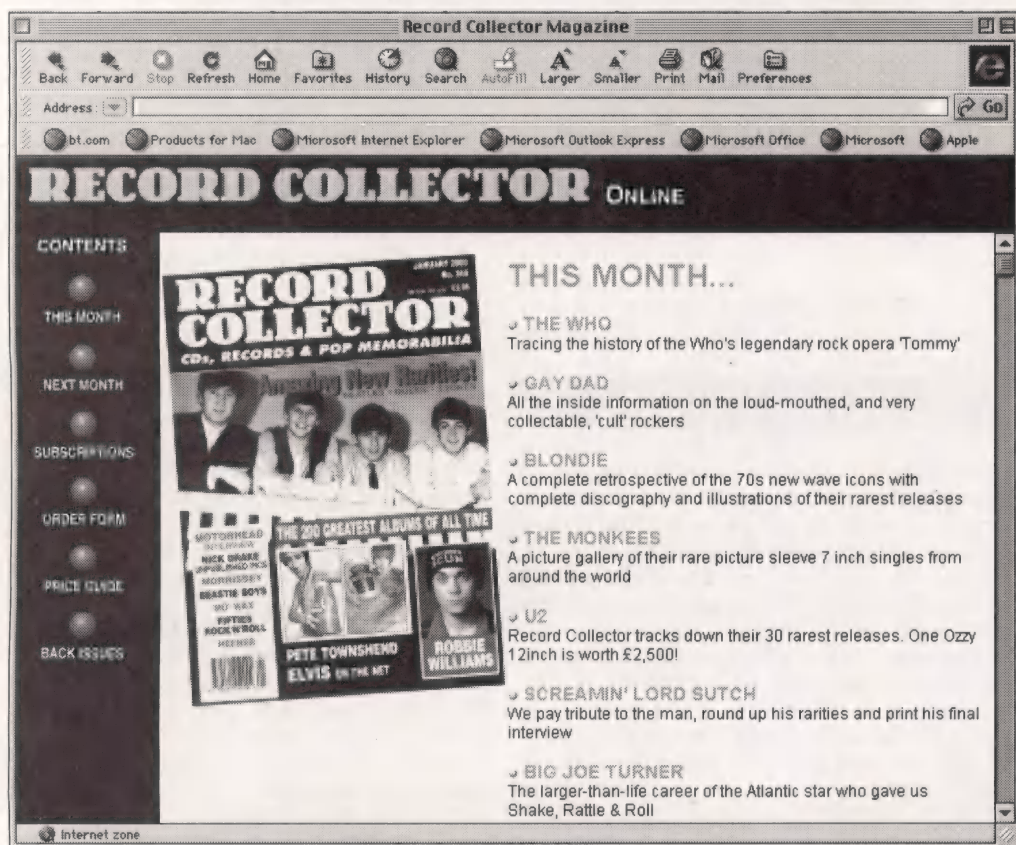 Record Collector Magazine
Back Forward Stop Refresh Home Favorites History Search AutoFill Larger Smaller Print Mail Preferences
Address: Go
bt.com Products for Mac Microsoft Internet Explorer Microsoft Outlook Express Microsoft Office Microsoft Apple
RECORD COLLECTOR ONLINE
CONTENTS
THIS MONTH
NEXT MONTH
SUBSCRIPTIONS
ORDER FORM
PRICE GUIDE
BACK ISSUES
JANUARY
No.
RECORD
COLLECTOR
CDs, RECORDS & POP MEMORABILIA
Amazing New Rarities!
THE 200 GREATEST ALBUMS OF ALL TIME
MOTORHEAD
INTERVIEW
NICK DRAKE
UNPUBLISHED PICS
MORRISSEY
BEASTIE BOYS
MO' WAX
FIFTIES
ROCK'N'ROLL
PETE TOWNSHEND
ELVIS ON THE NET
ROBBIE
WILLIAMS
THIS MONTH...
THE WHO
Tracing the history of the Who's legendary rock opera 'Tommy'
GAY DAD
All the inside information on the loud-mouthed, and very
collectable, 'cult' rockers
BLONDIE
A complete retrospective of the 70s new wave icons with
complete discography and illustrations of their rarest releases
THE MONKEES
A picture gallery of their rare picture sleeve 7 inch singles from
around the world
U2
Record Collector tracks down their 30 rarest releases. One Ozzy
12inch is worth £2,500!
SCREAMIN' LORD SUTCH
We pay tribute to the man, round up his rarities and print his final
interview
BIG JOE TURNER
The larger-than-life career of the Atlantic star who gave us
Shake, Rattle & Roll
Internet zone